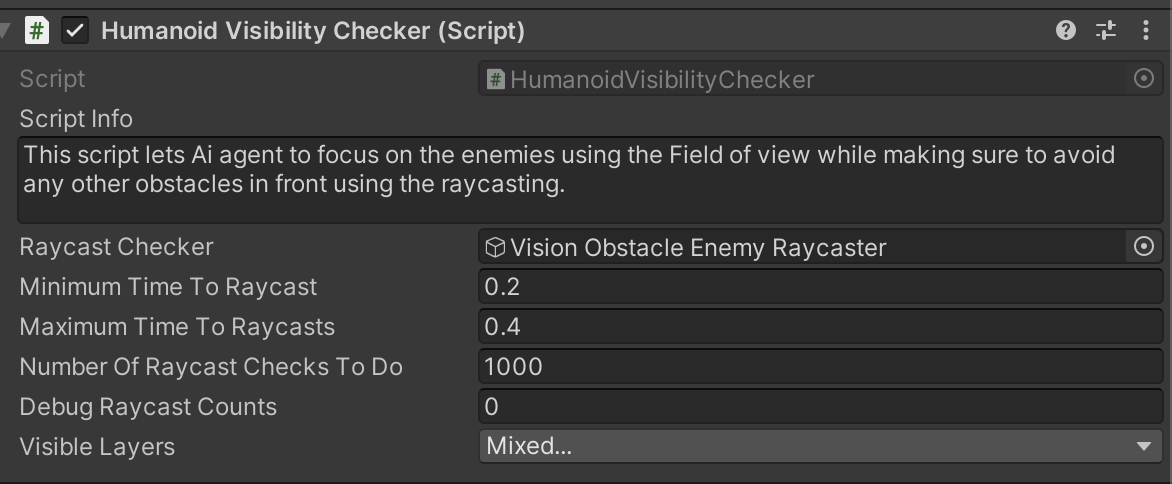 # Humanoid Visibility Checker (Script)
Script # HumanoidVisibilityChecker
Script Info
This script lets Ai agent to focus on the enemies using the Field of view while making sure to avoid
any other obstacles in front using the raycasting.
Raycast Checker Vision Obstacle Enemy Raycaster
Minimum Time To Raycast 0.2
Maximum Time To Raycasts 0.4
Number Of Raycast Checks To Do 1000
Debug Raycast Counts 0
Visible Layers Mixed...